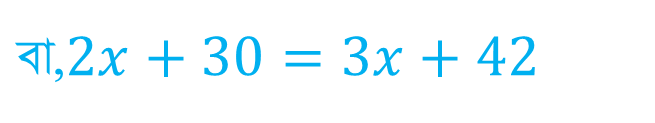 বা,2x + 30 = 3x + 42